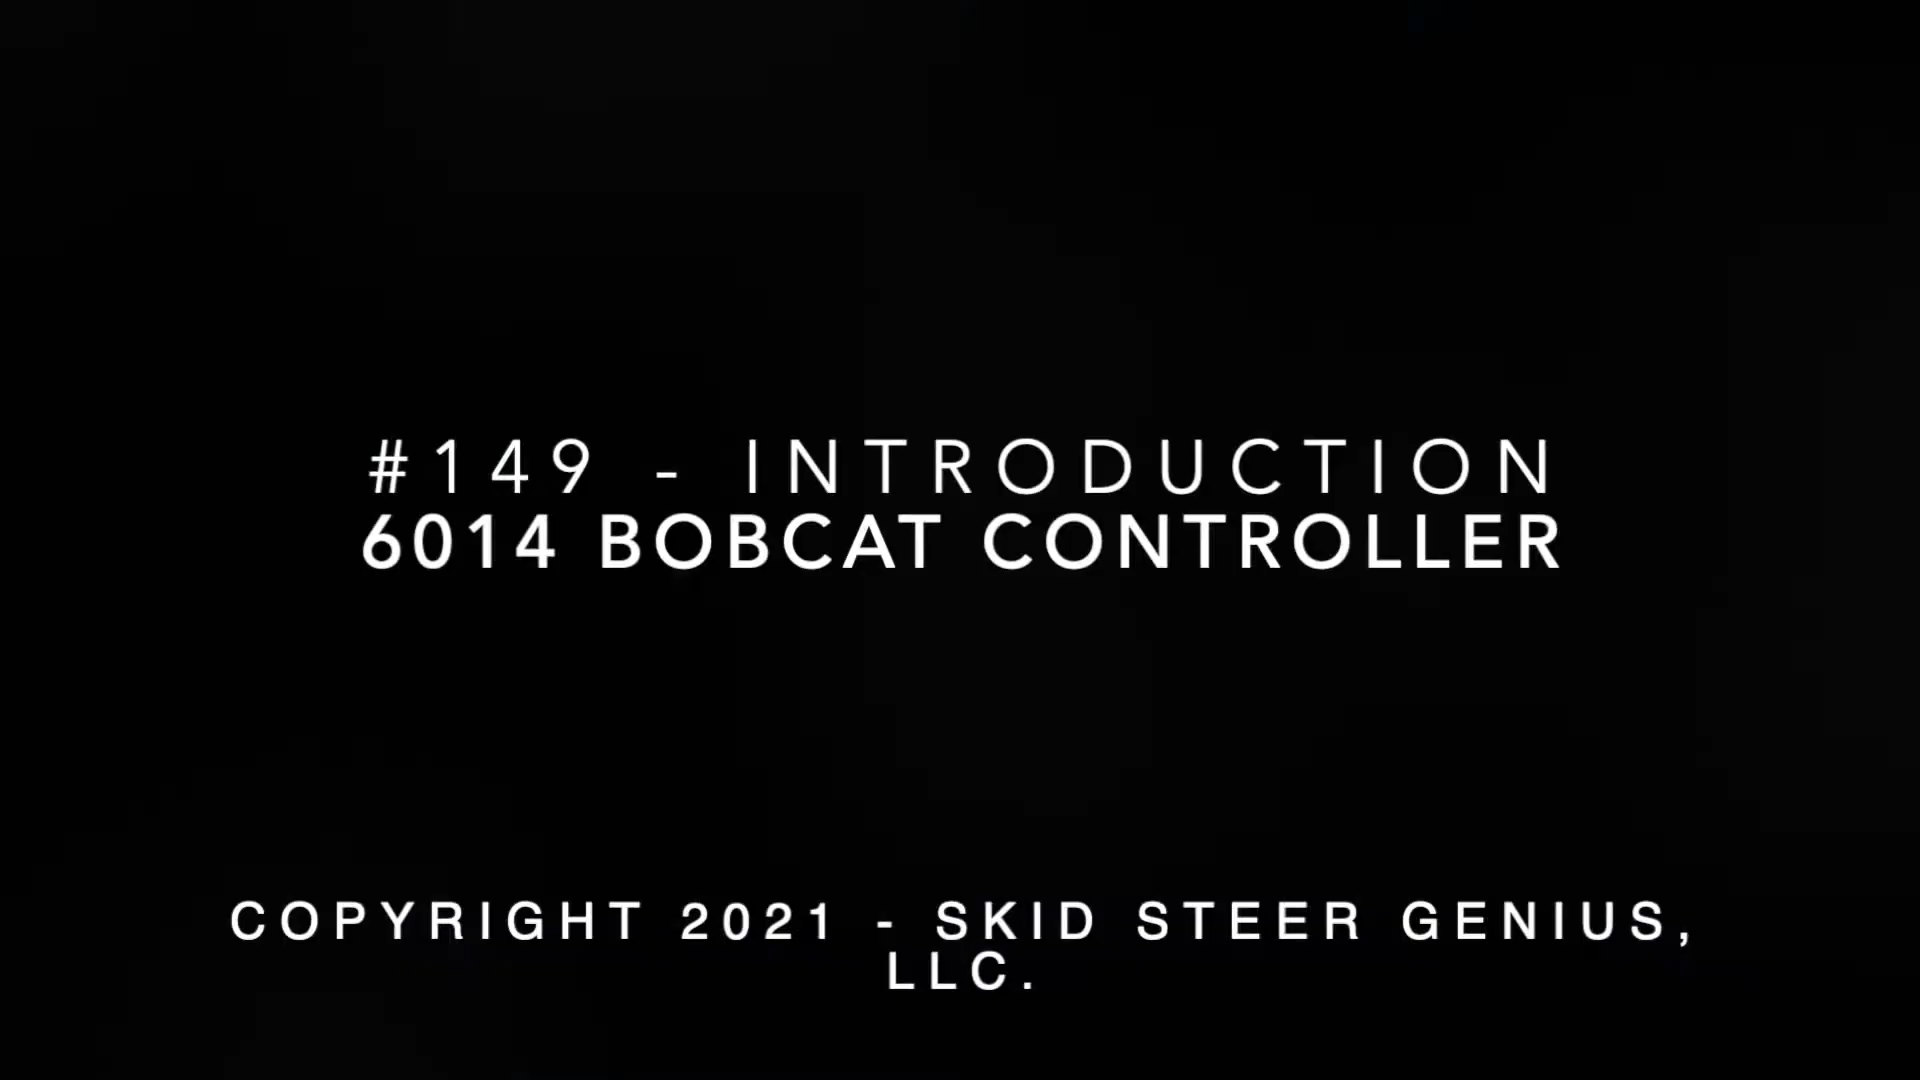 #149 - INTRODUCTION
6014 BOBCAT CONTROLLER
COPYRIGHT 2021 - SKID STEER GENIUS,
LLC.